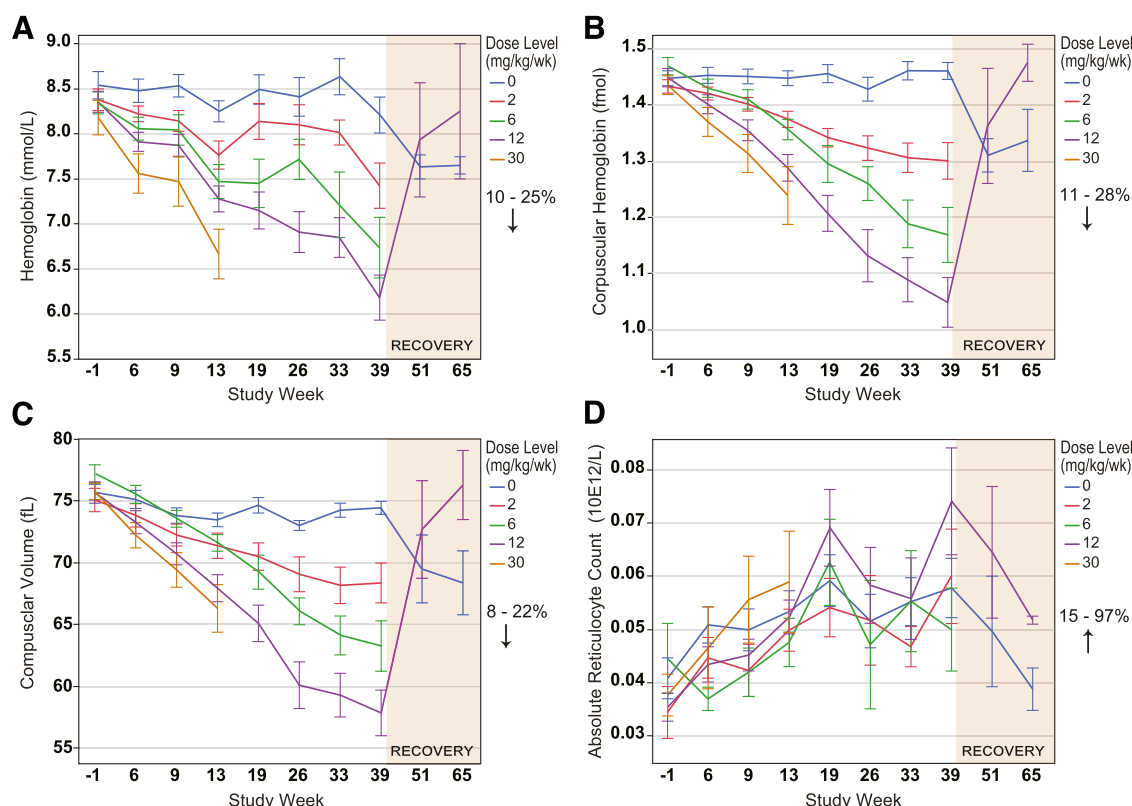 A
Hemoglobin (mmol/L)
9.0
8.5
8.0
7.5
7.0
6.5
6.0
5.5
-1 6 9 13 19 26 33 39 51 65
Study Week
RECOVERY
Dose Level
(mg/kg/wk)
0
2
6
12
30
10 - 25%
B
Corpuscular Hemoglobin (fmol)
1.5
1.4
1.3
1.2
1.1
1.0
-1 6 9 13 19 26 33 39 51 65
Study Week
RECOVERY
Dose Level
(mg/kg/wk)
0
2
6
12
30
11 - 28%
C
Compuscular Volume (fL)
80
75
70
65
60
55
-1 6 9 13 19 26 33 39 51 65
Study Week
RECOVERY
Dose Level
(mg/kg/wk)
0
2
6
12
30
8 - 22%
D
Absolute Reticulocyte Count (10E12/L)
0.08
0.07
0.06
0.05
0.04
0.03
-1 6 9 13 19 26 33 39 51 65
Study Week
RECOVERY
Dose Level
(mg/kg/wk)
0
2
6
12
30
15 - 97%